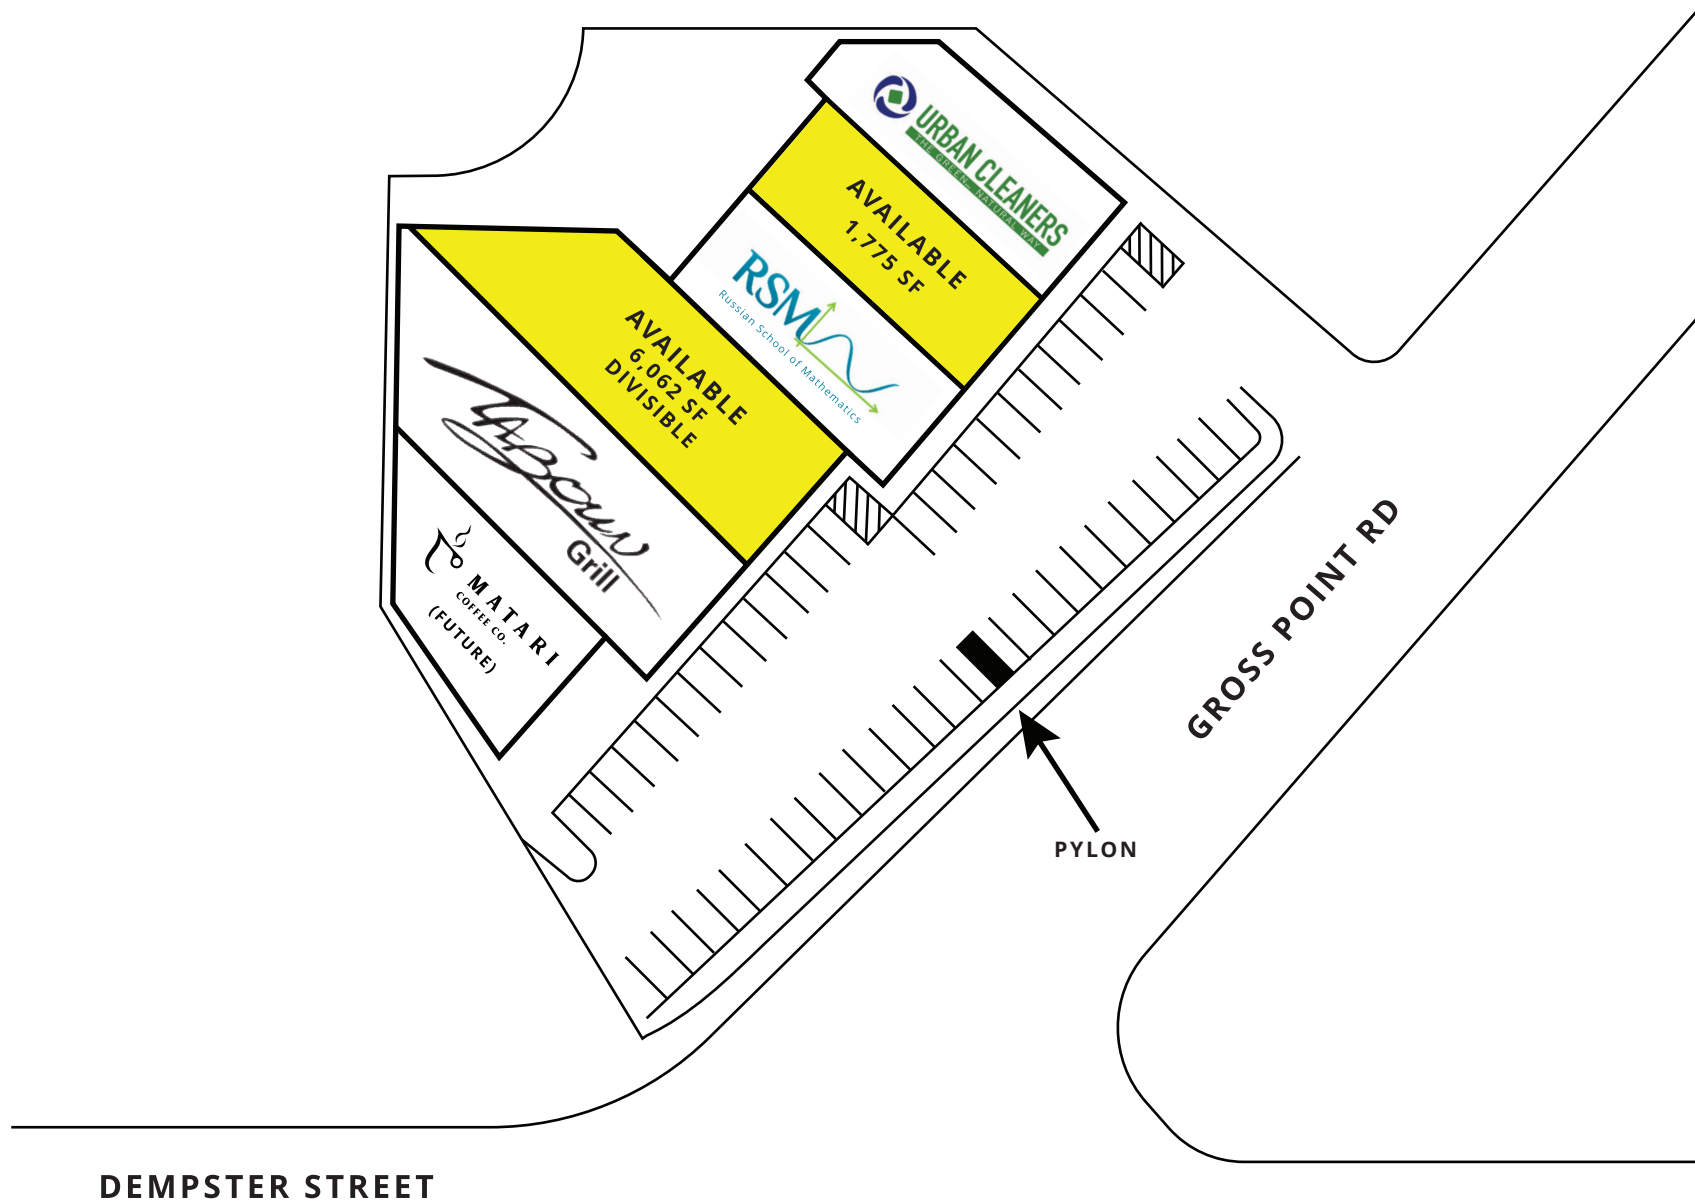 URBAN CLEANERS
THE GREEN, NATURAL WAY
AVAILABLE
1,775 SF
RSM
Russian School of Mathematics
AVAILABLE
6,062 SF
DIVISIBLE
TABOUN
Grill
MATARI
COFFEE CO.
(FUTURE)
GROSS POINT RD
PYLON
DEMPSTER STREET